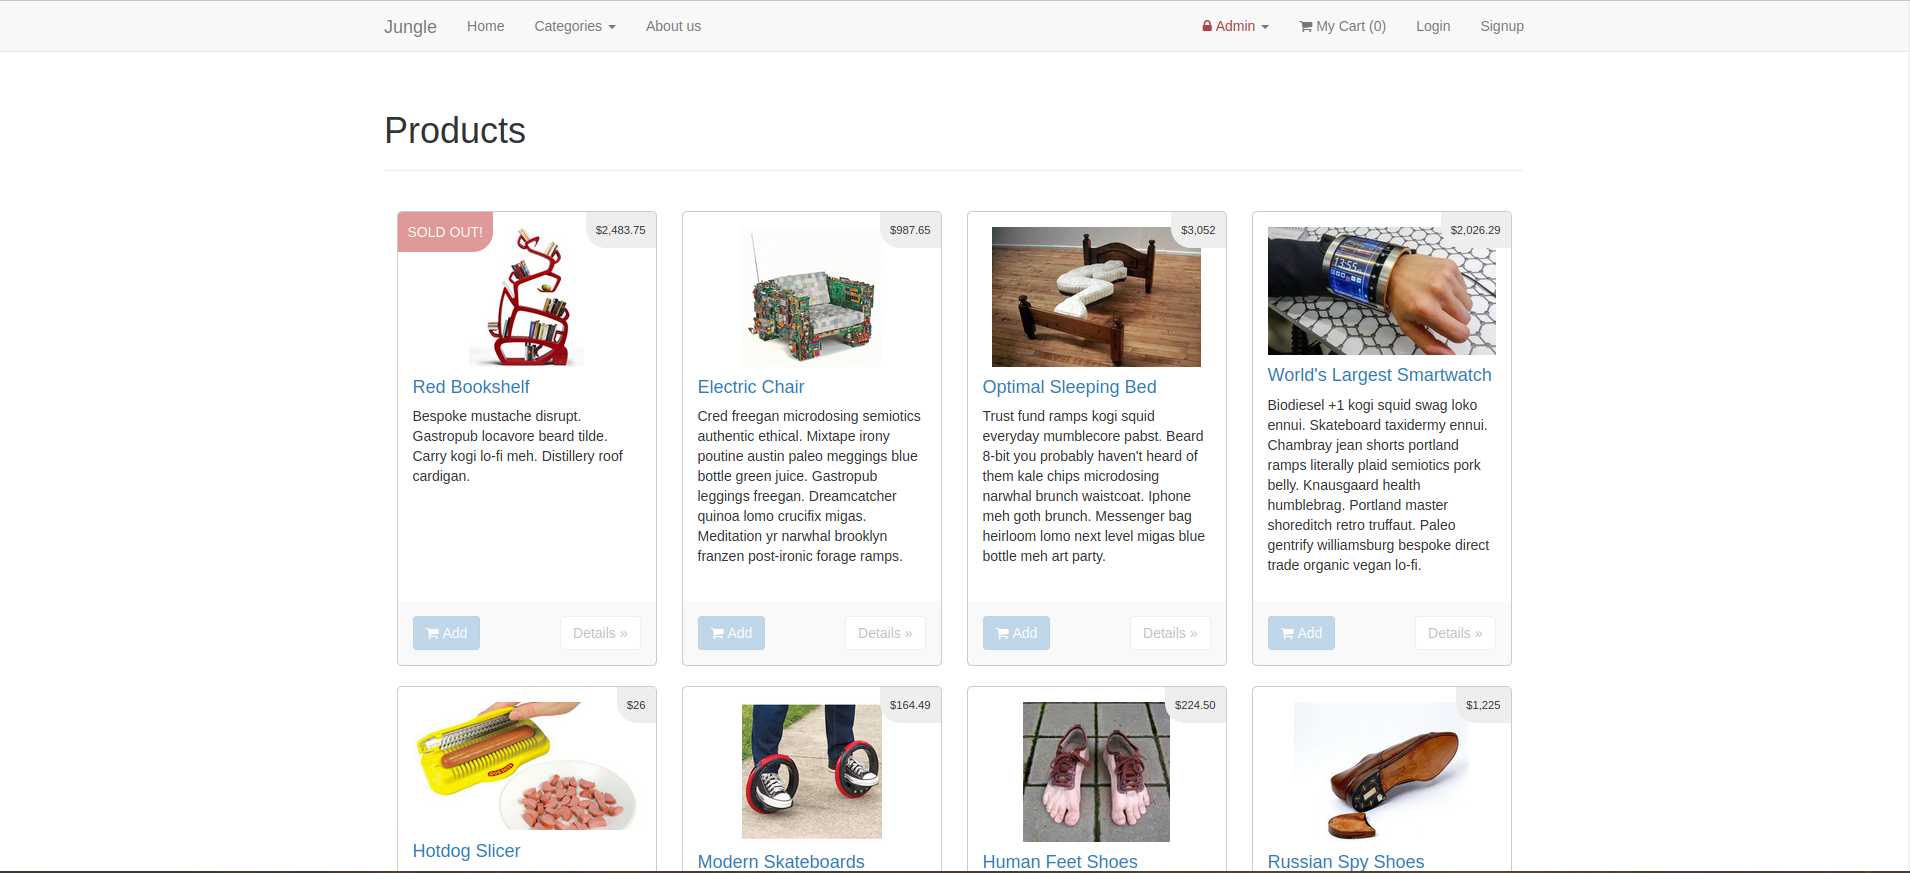 Jungle Home Categories About us Admin My Cart (0) Login Signup
Products
SOLD OUT!
$2,483.75
Red Bookshelf
Bespoke mustache disrupt.
Gastropub locavore beard tilde.
Carry kogi lo-fi meh. Distillery roof
cardigan.
Add
Details »
$987.65
Electric Chair
Cred freegan microdosing semiotics
authentic ethical. Mixtape irony
poutine austin paleo meggings blue
bottle green juice. Gastropub
leggings freegan. Dreamcatcher
quinoa lomo crucifix migas.
Meditation yr narwhal brooklyn
franzen post-ironic forage ramps.
Add
Details »
$3,052
Optimal Sleeping Bed
Trust fund ramps kogi squid
everyday mumblecore pabst. Beard
8-bit you probably haven't heard of
them kale chips microdosing
narwhal brunch waistcoat. Iphone
meh goth brunch. Messenger bag
heirloom lomo next level migas blue
bottle meh art party.
Add
Details »
$2,026.29
13:55
World's Largest Smartwatch
Biodiesel +1 kogi squid swag loko
ennui. Skateboard taxidermy ennui.
Chambray jean shorts portland
ramps literally plaid semiotics pork
belly. Knausgaard health
humblebrag. Portland master
shoreditch retro truffaut. Paleo
gentrify williamsburg bespoke direct
trade organic vegan lo-fi.
Add
Details »
$26
Hotdog Slicer
$164.49
Modern Skateboards
$224.50
Human Feet Shoes
$1,225
Russian Spy Shoes